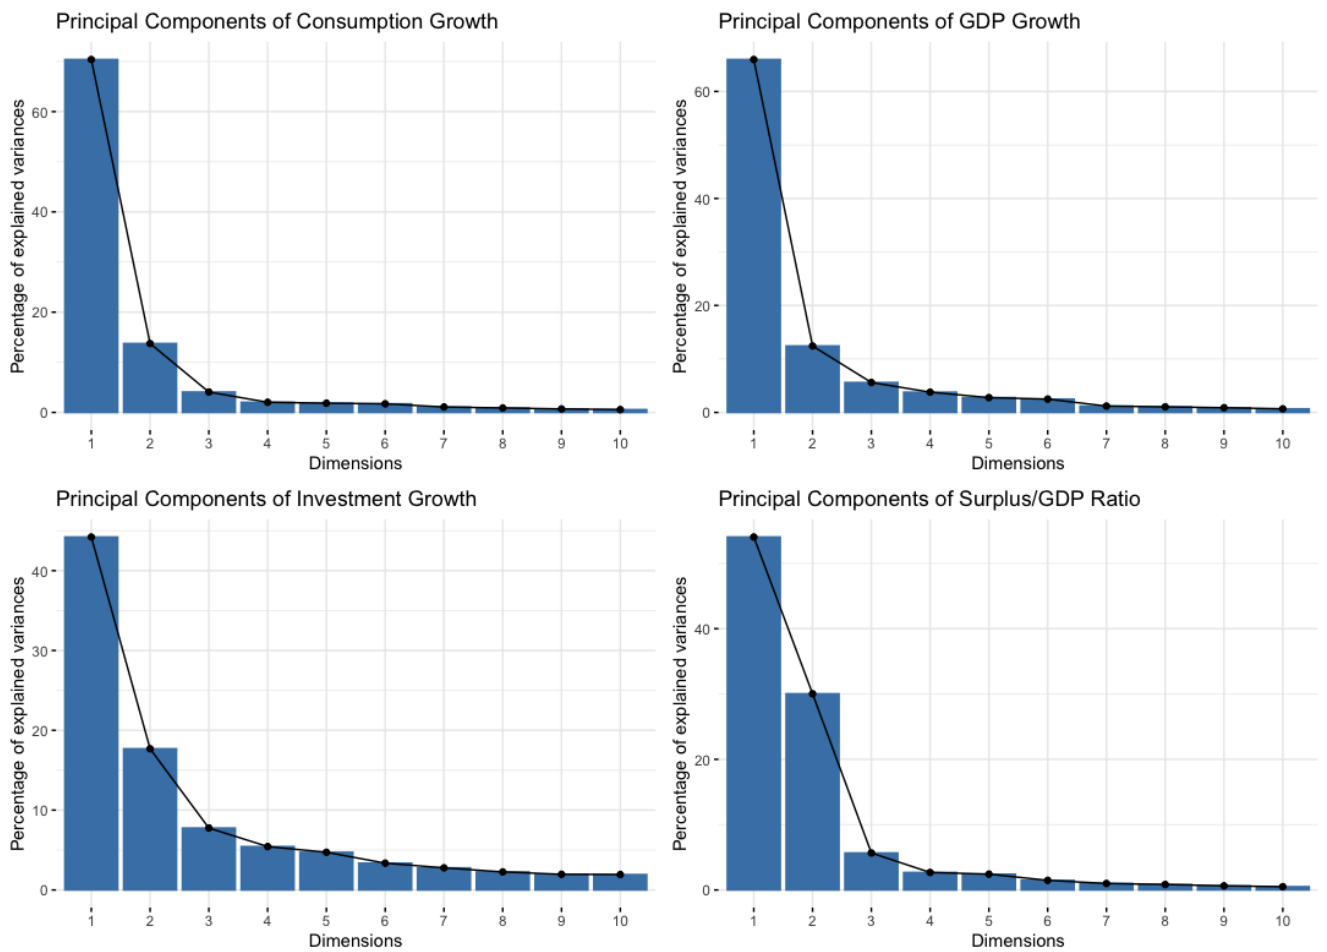 Principal Components of Consumption Growth
Percentage of explained variances
60
40
20
0
1 2 3 4 5 6 7 8 9 10
Dimensions
Principal Components of GDP Growth
Percentage of explained variances
60
40
20
0
1 2 3 4 5 6 7 8 9 10
Dimensions
Principal Components of Investment Growth
Percentage of explained variances
40
30
20
10
0
1 2 3 4 5 6 7 8 9 10
Dimensions
Principal Components of Surplus/GDP Ratio
Percentage of explained variances
40
20
0
1 2 3 4 5 6 7 8 9 10
Dimensions